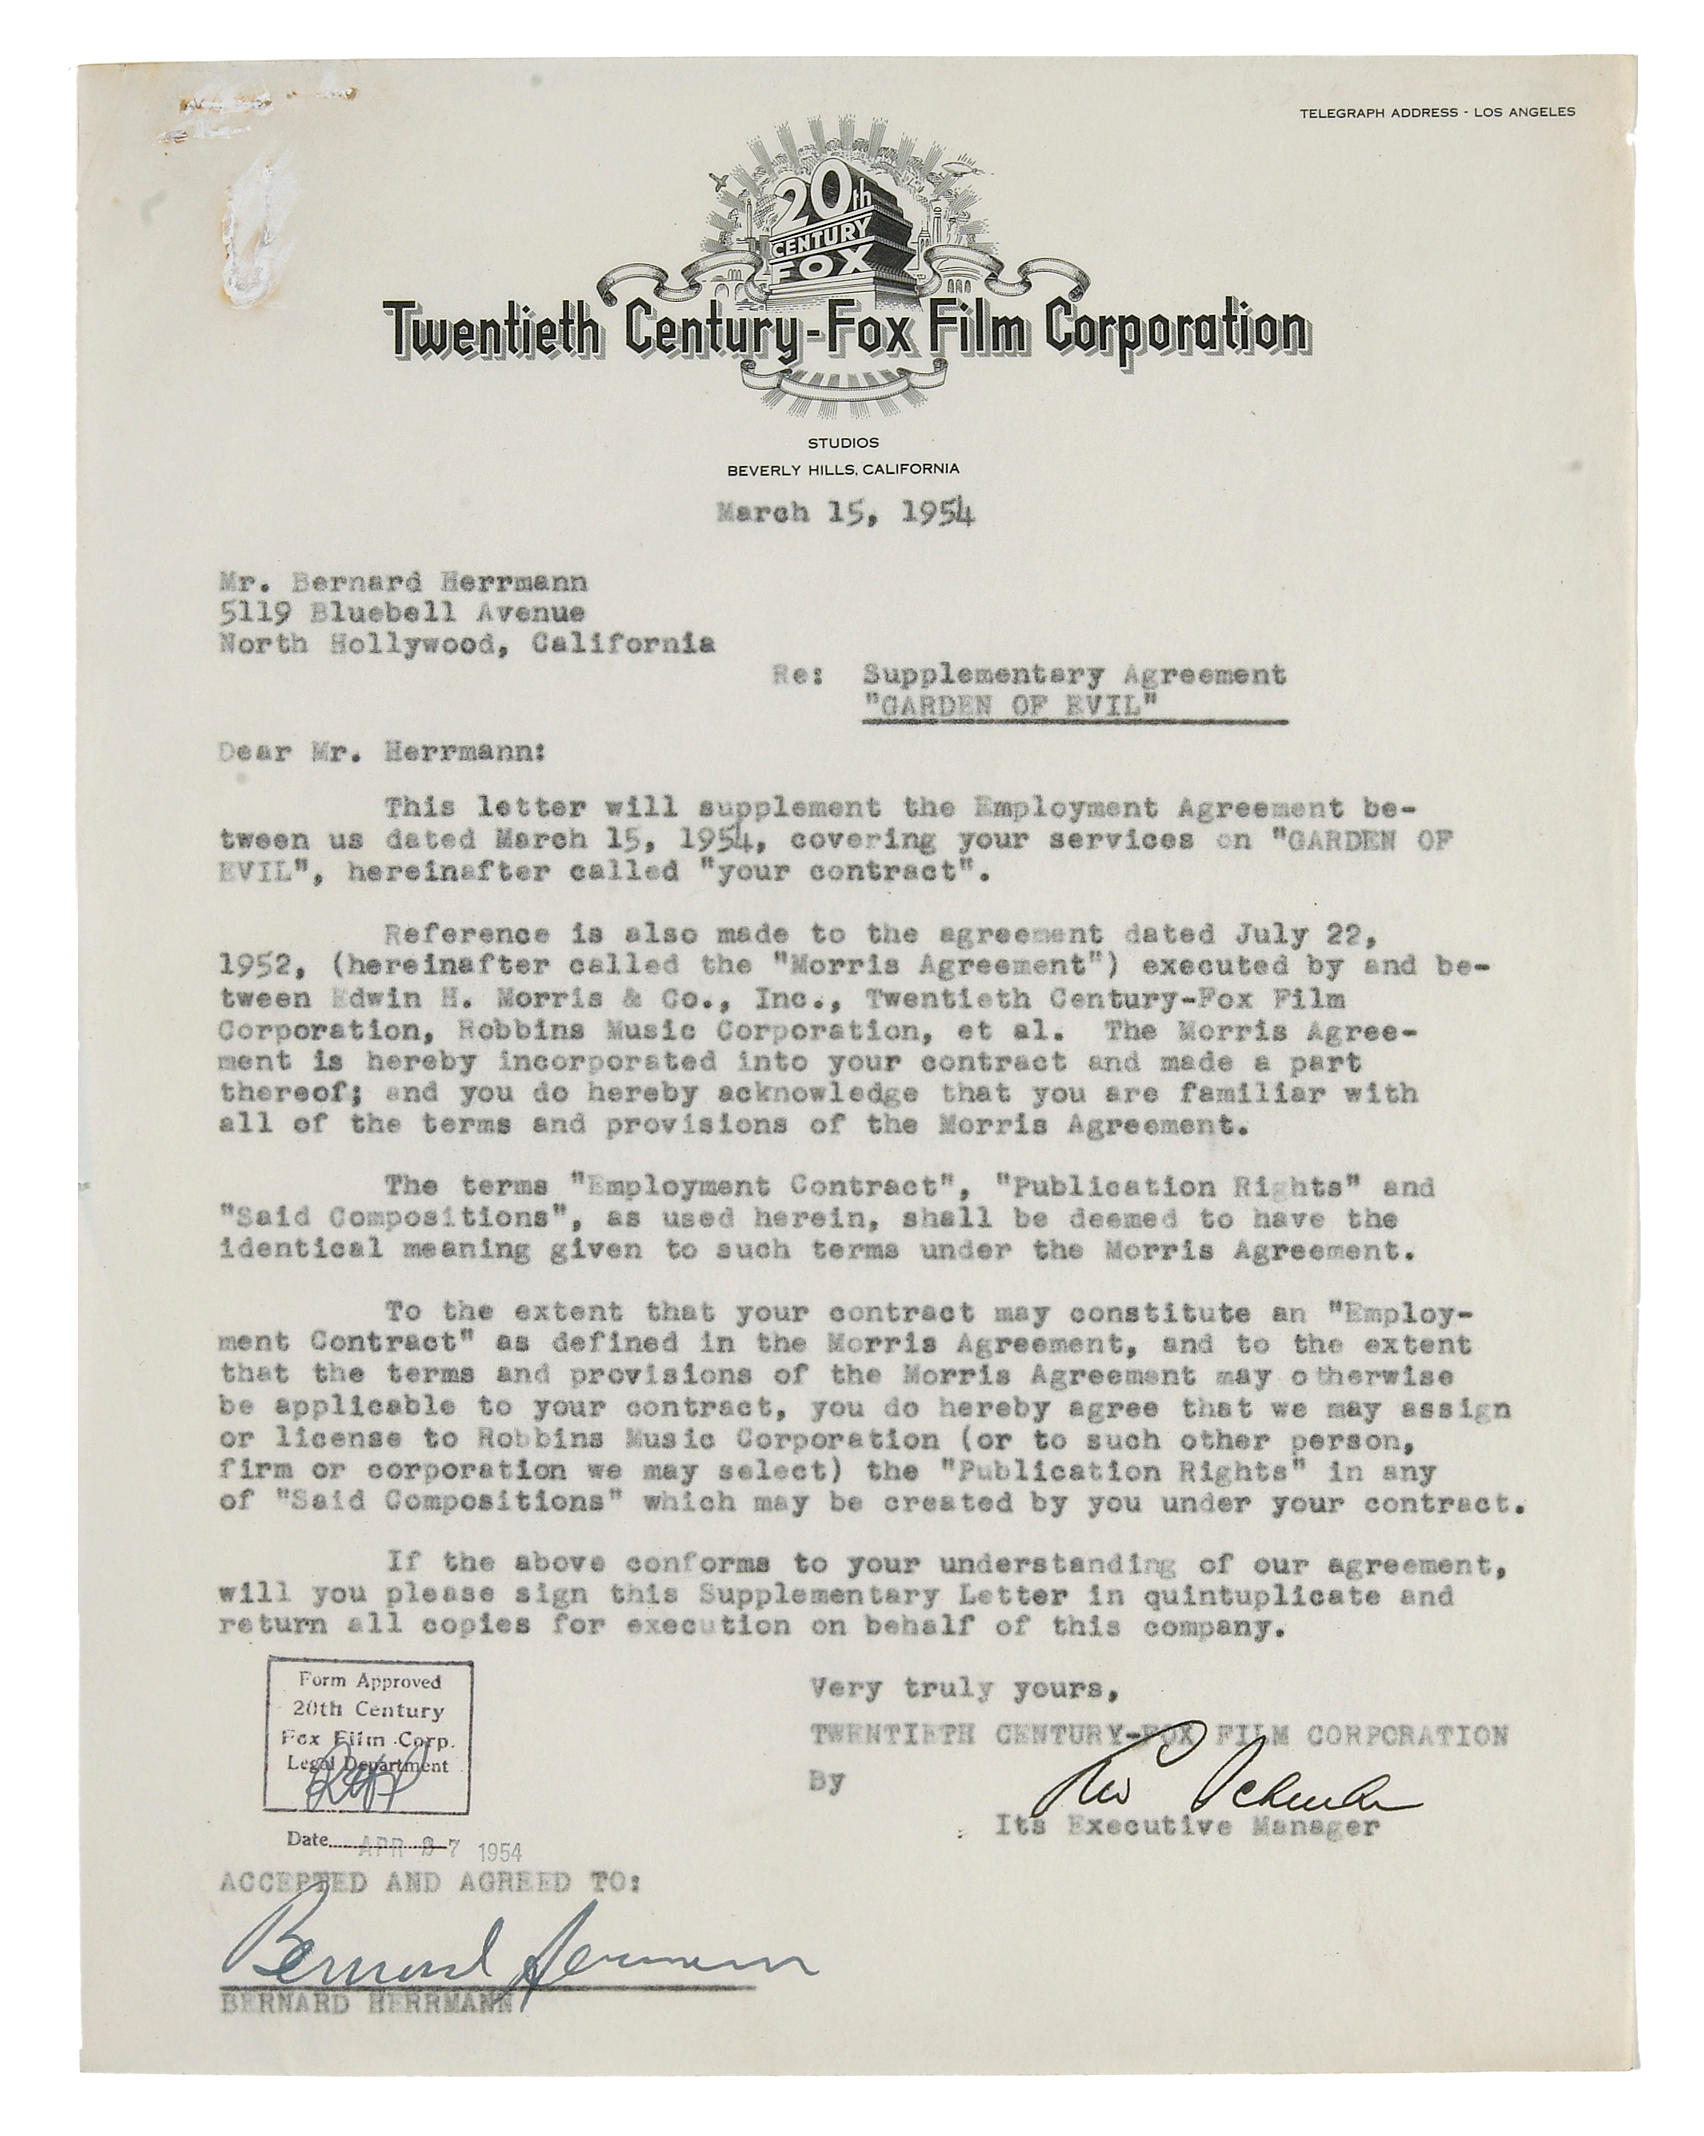 TELEGRAPH ADDRESS - LOS ANGELES
20th
CENTURY
FOX
Twentieth Century-Fox Film Corporation
STUDIOS
BEVERLY HILLS, CALIFORNIA
March 15, 1954
Mr. Bernard Herrmann
5119 Bluebell Avenue
North Hollywood, California
Re: Supplementary Agreement
"GARDEN OF EVIL"
Dear Mr. Herrmann:
This letter will supplement the Employment Agreement be-
tween us dated March 15, 1954, covering your services on "GARDEN OF
EVIL", hereinafter called "your contract".
Reference is also made to the agreement dated July 22,
1952, (hereinafter called the "Morris Agreement") executed by and be-
tween Edwin H. Morris & Co., Inc., Twentieth Century-Fox Film
Corporation, Robbins Music Corporation, et al. The Morris Agree-
ment is hereby incorporated into your contract and made a part
thereof; and you do hereby acknowledge that you are familiar with
all of the terms and provisions of the Morris Agreement.
The terms "Employment Contract", "Publication Rights" and
"Said Compositions", as used herein, shall be deemed to have the
identical meaning given to such terms under the Morris Agreement.
To the extent that your contract may constitute an "Employ-
ment Contract" as defined in the Morris Agreement, and to the extent
that the terms and provisions of the Morris Agreement may otherwise
be applicable to your contract, you do hereby agree that we may assign
or license to Robbins Music Corporation (or to such other person,
firm or corporation we may select) the "Publication Rights" in any
of "Said Compositions" which may be created by you under your contract.
If the above conforms to your understanding of our agreement,
will you please sign this Supplementary Letter in quintuplicate and
return all copies for execution on behalf of this company.
Very truly yours,
TWENTIETH CENTURY-FOX FILM CORPORATION
By
Its Executive Manager
Form Approved
20th Century
Fox Film Corp.
Legal Department
Date APR 7 1954
ACCEPTED AND AGREED TO:
Bernard Herrmann
BERNARD HERRMANN